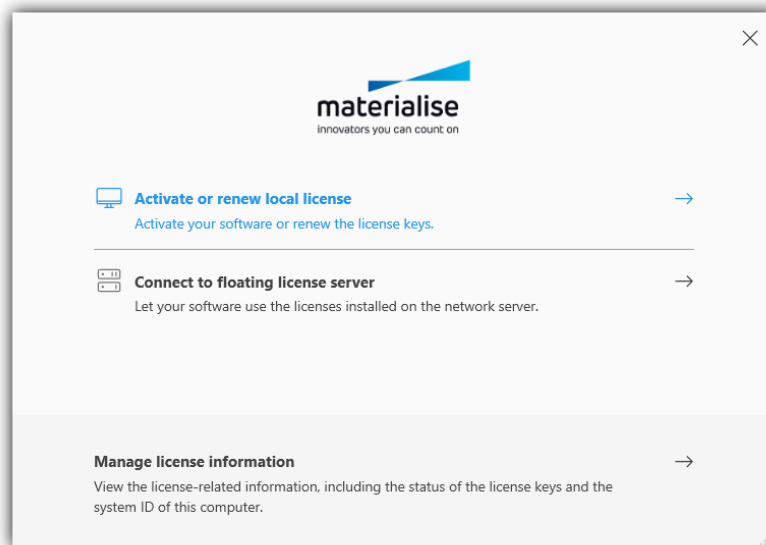 materialise
innovators you can count on
Activate or renew local license
Activate your software or renew the license keys.
Connect to floating license server
Let your software use the licenses installed on the network server.
Manage license information
View the license-related information, including the status of the license keys and the
system ID of this computer.